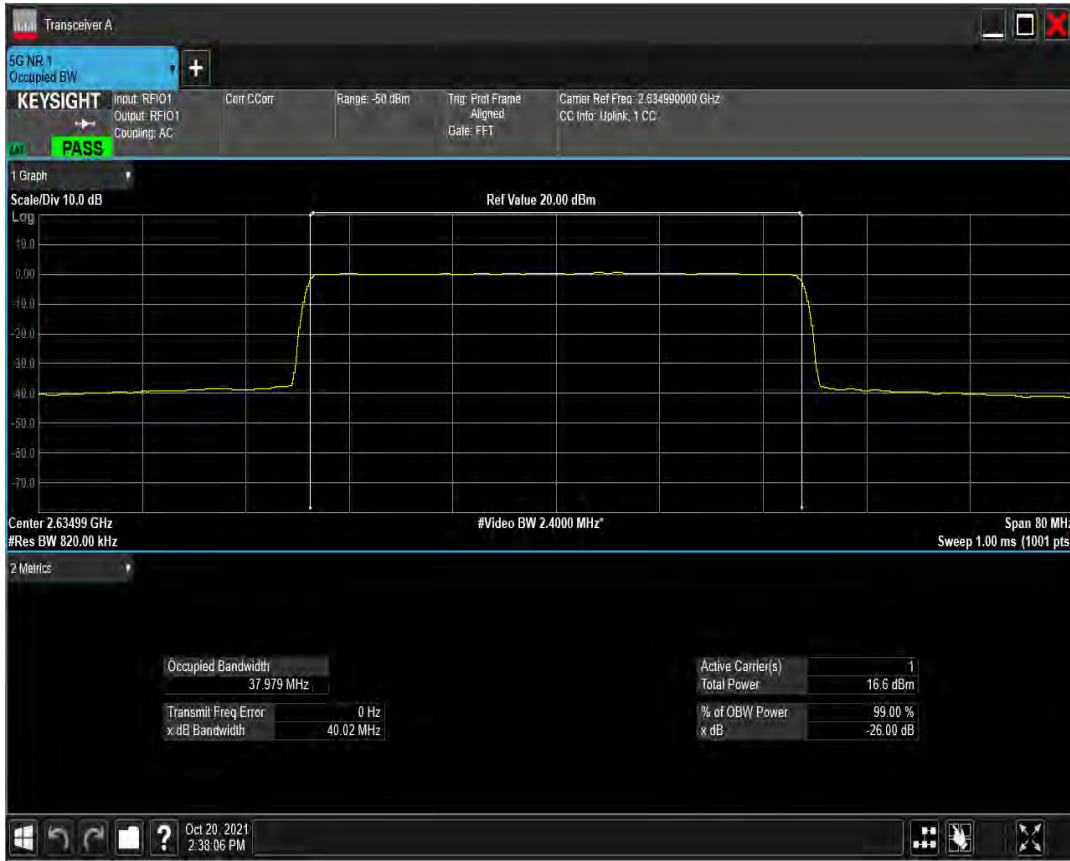 Transceiver A
5G NR 1
Occupied BW
+
KEYSIGHT
Input: RFIO1
Output: RFIO1
Coupling: AC
Corr CCorr
Range: -50 dBm
Trig: Prot Frame
Aligned
Gate: FFT
Carrier Ref Freq: 2.634990000 GHz
CC Info: Uplink, 1 CC
PASS
1 Graph
Scale/Div 10.0 dB
Ref Value 20.00 dBm
Log
10.0
0.00
-10.0
-20.0
-30.0
-40.0
-50.0
-60.0
-70.0
Center 2.63499 GHz
#Video BW 2.4000 MHz*
Span 80 MHz
#Res BW 820.00 kHz
Sweep 1.00 ms (1001 pts
2 Metrics
Occupied Bandwidth
37.979 MHz
Transmit Freq Error 0 Hz
x dB Bandwidth 40.02 MHz
Active Carrier(s) 1
Total Power 16.6 dBm
% of OBW Power 99.00 %
x dB -26.00 dB
?
Oct 20, 2021
2:38:06 PM